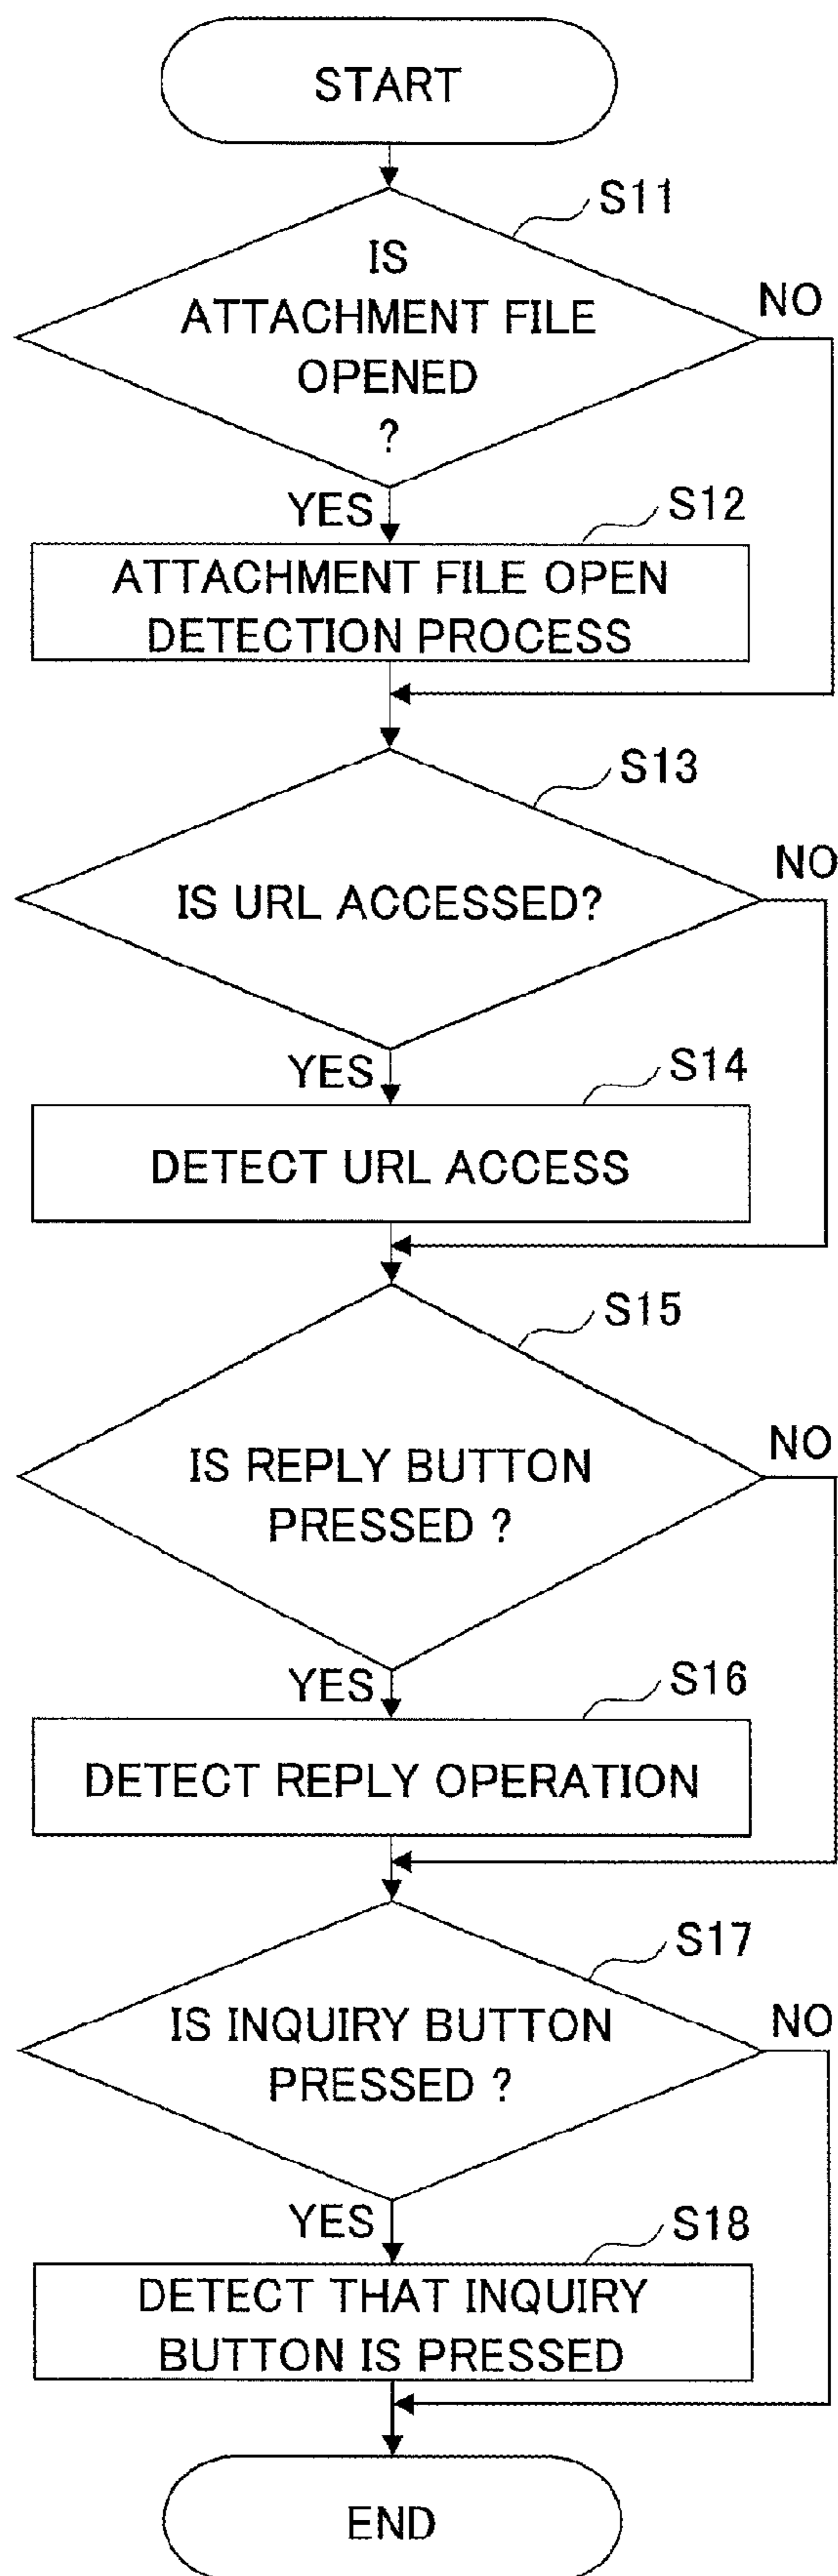 START
S11
IS
ATTACHMENT FILE
OPENED
?
NO
YES
S12
ATTACHMENT FILE OPEN
DETECTION PROCESS
S13
IS URL ACCESSED?
NO
YES
S14
DETECT URL ACCESS
S15
IS REPLY BUTTON
PRESSED ?
NO
YES
S16
DETECT REPLY OPERATION
S17
IS INQUIRY BUTTON
PRESSED ?
NO
YES
S18
DETECT THAT INQUIRY
BUTTON IS PRESSED
END